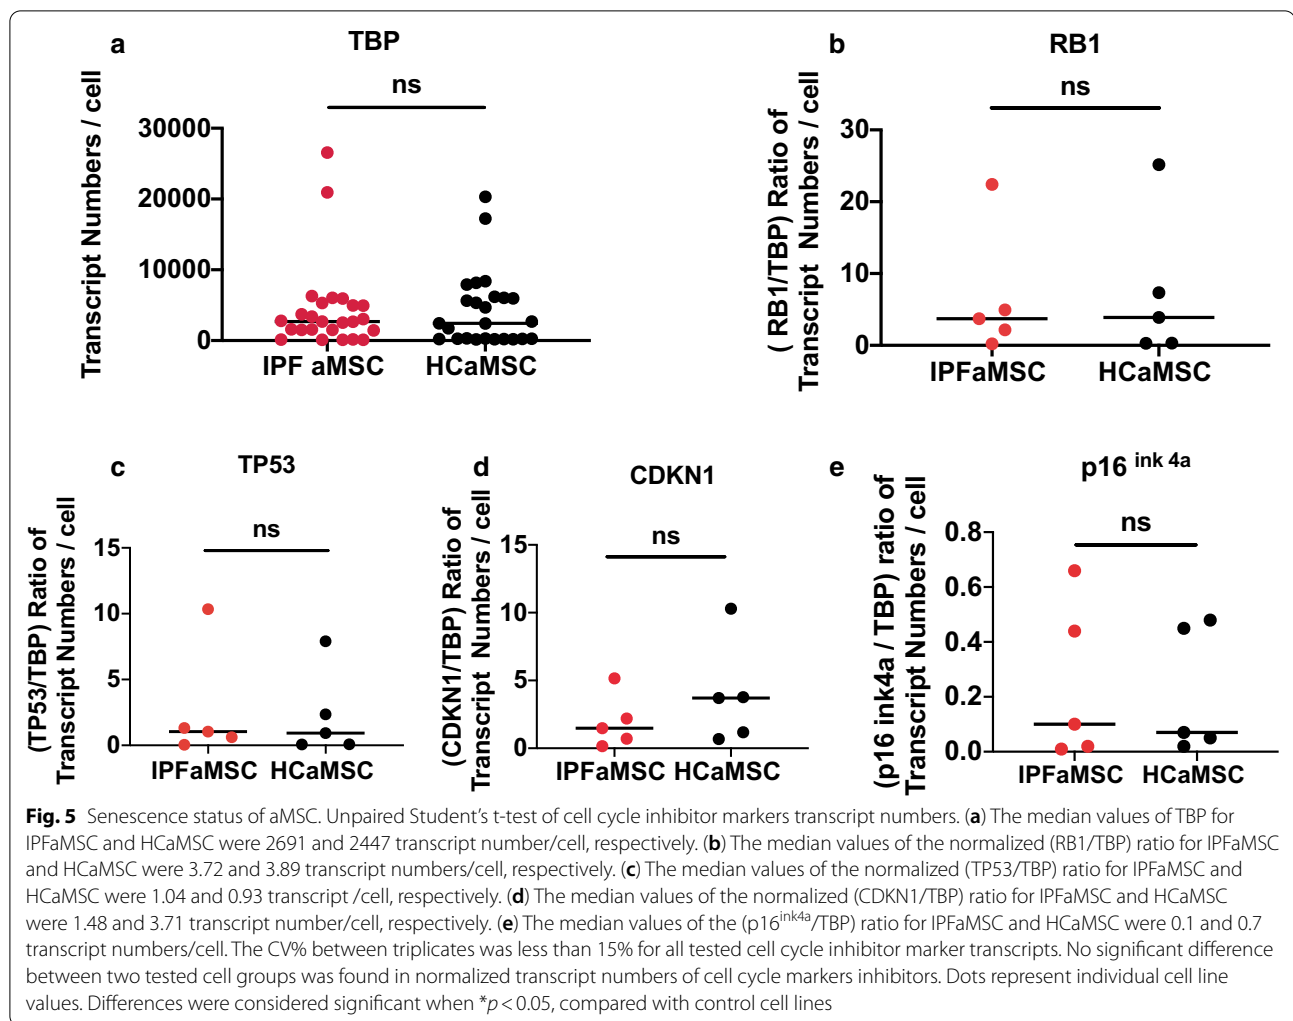 a
TBP
ns
Transcript Numbers / cell
30000
20000
10000
0
IPF aMSC
HCaMSC
b
RB1
ns
( RB1/TBP) Ratio of
Transcript Numbers / cell
30
20
10
0
IPFaMSC
HCaMSC
c
TP53
ns
(TP53/TBP) Ratio of
Transcript Numbers / cell
15
10
5
0
IPFaMSC
HCaMSC
d
CDKN1
ns
(CDKN1/TBP) Ratio of
Transcript Numbers / cell
15
10
5
0
IPFaMSC
HCaMSC
e
p16 ink 4a
ns
(p16 ink4a / TBP) ratio of
Transcript Numbers / cell
0.8
0.6
0.4
0.2
0.0
IPFaMSC
HCaMSC
Fig. 5 Senescence status of aMSC. Unpaired Student’s t-test of cell cycle inhibitor markers transcript numbers. (a) The median values of TBP for
IPFaMSC and HCaMSC were 2691 and 2447 transcript number/cell, respectively. (b) The median values of the normalized (RB1/TBP) ratio for IPFaMSC
and HCaMSC were 3.72 and 3.89 transcript numbers/cell, respectively. (c) The median values of the normalized (TP53/TBP) ratio for IPFaMSC and
HCaMSC were 1.04 and 0.93 transcript /cell, respectively. (d) The median values of the normalized (CDKN1/TBP) ratio for IPFaMSC and HCaMSC
were 1.48 and 3.71 transcript number/cell, respectively. (e) The median values of the (p16ink4a/TBP) ratio for IPFaMSC and HCaMSC were 0.1 and 0.7
transcript numbers/cell. The CV% between triplicates was less than 15% for all tested cell cycle inhibitor marker transcripts. No significant difference
between two tested cell groups was found in normalized transcript numbers of cell cycle markers inhibitors. Dots represent individual cell line
values. Differences were considered significant when *p < 0.05, compared with control cell lines